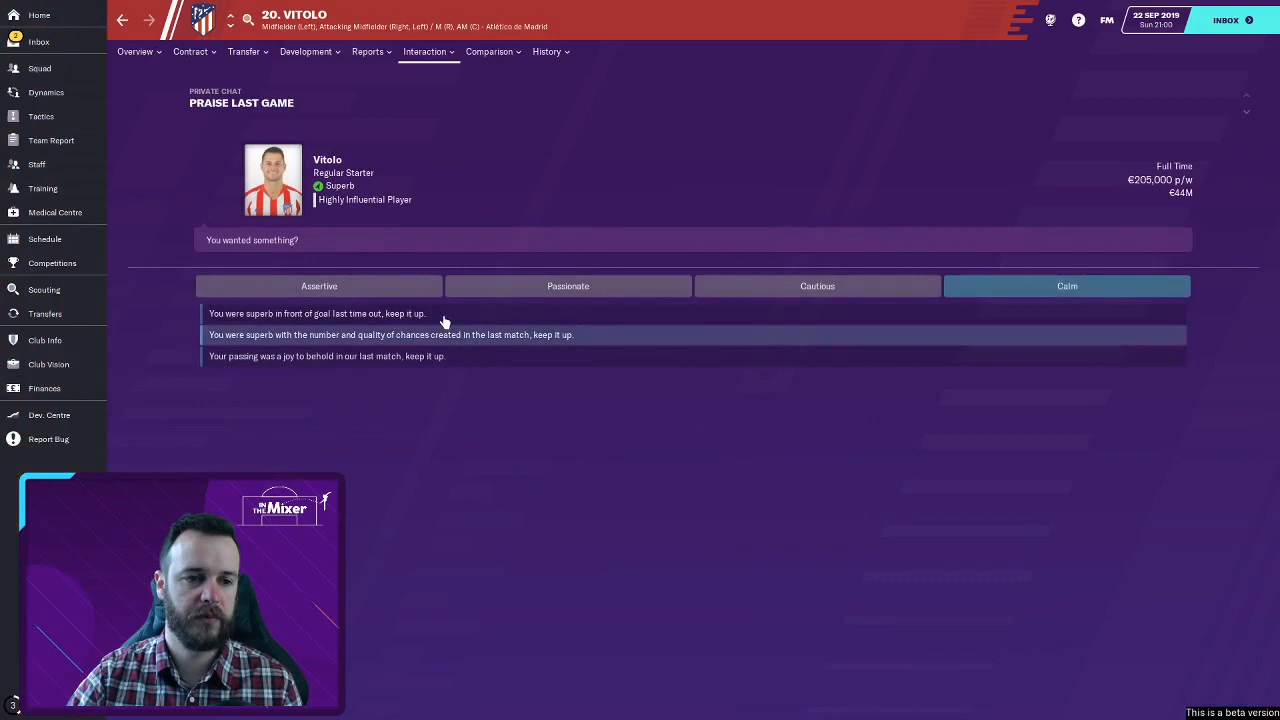 Home
Inbox
2
Squad
Dynamics
Tactics
Team Report
Staff
Training
Medical Centre
Schedule
Competitions
Scouting
Transfers
Club Info
Club Vision
Finances
Dev. Centre
Report Bug
3
20. VITOLO
Midfielder (Left), Attacking Midfielder (Right, Left) / M (R), AM (C) - Atlético de Madrid
FM
22 SEP 2019
Sun 21:00
INBOX
Overview
Contract
Transfer
Development
Reports
Interaction
Comparison
History
PRIVATE CHAT
PRAISE LAST GAME
Vitolo
Regular Starter
Superb
Highly Influential Player
Full Time
€205,000 p/w
€44M
You wanted something?
Assertive
Passionate
Cautious
Calm
You were superb in front of goal last time out, keep it up.
You were superb with the number and quality of chances created in the last match, keep it up.
Your passing was a joy to behold in our last match, keep it up.
IN
THE Mixer
This is a beta version